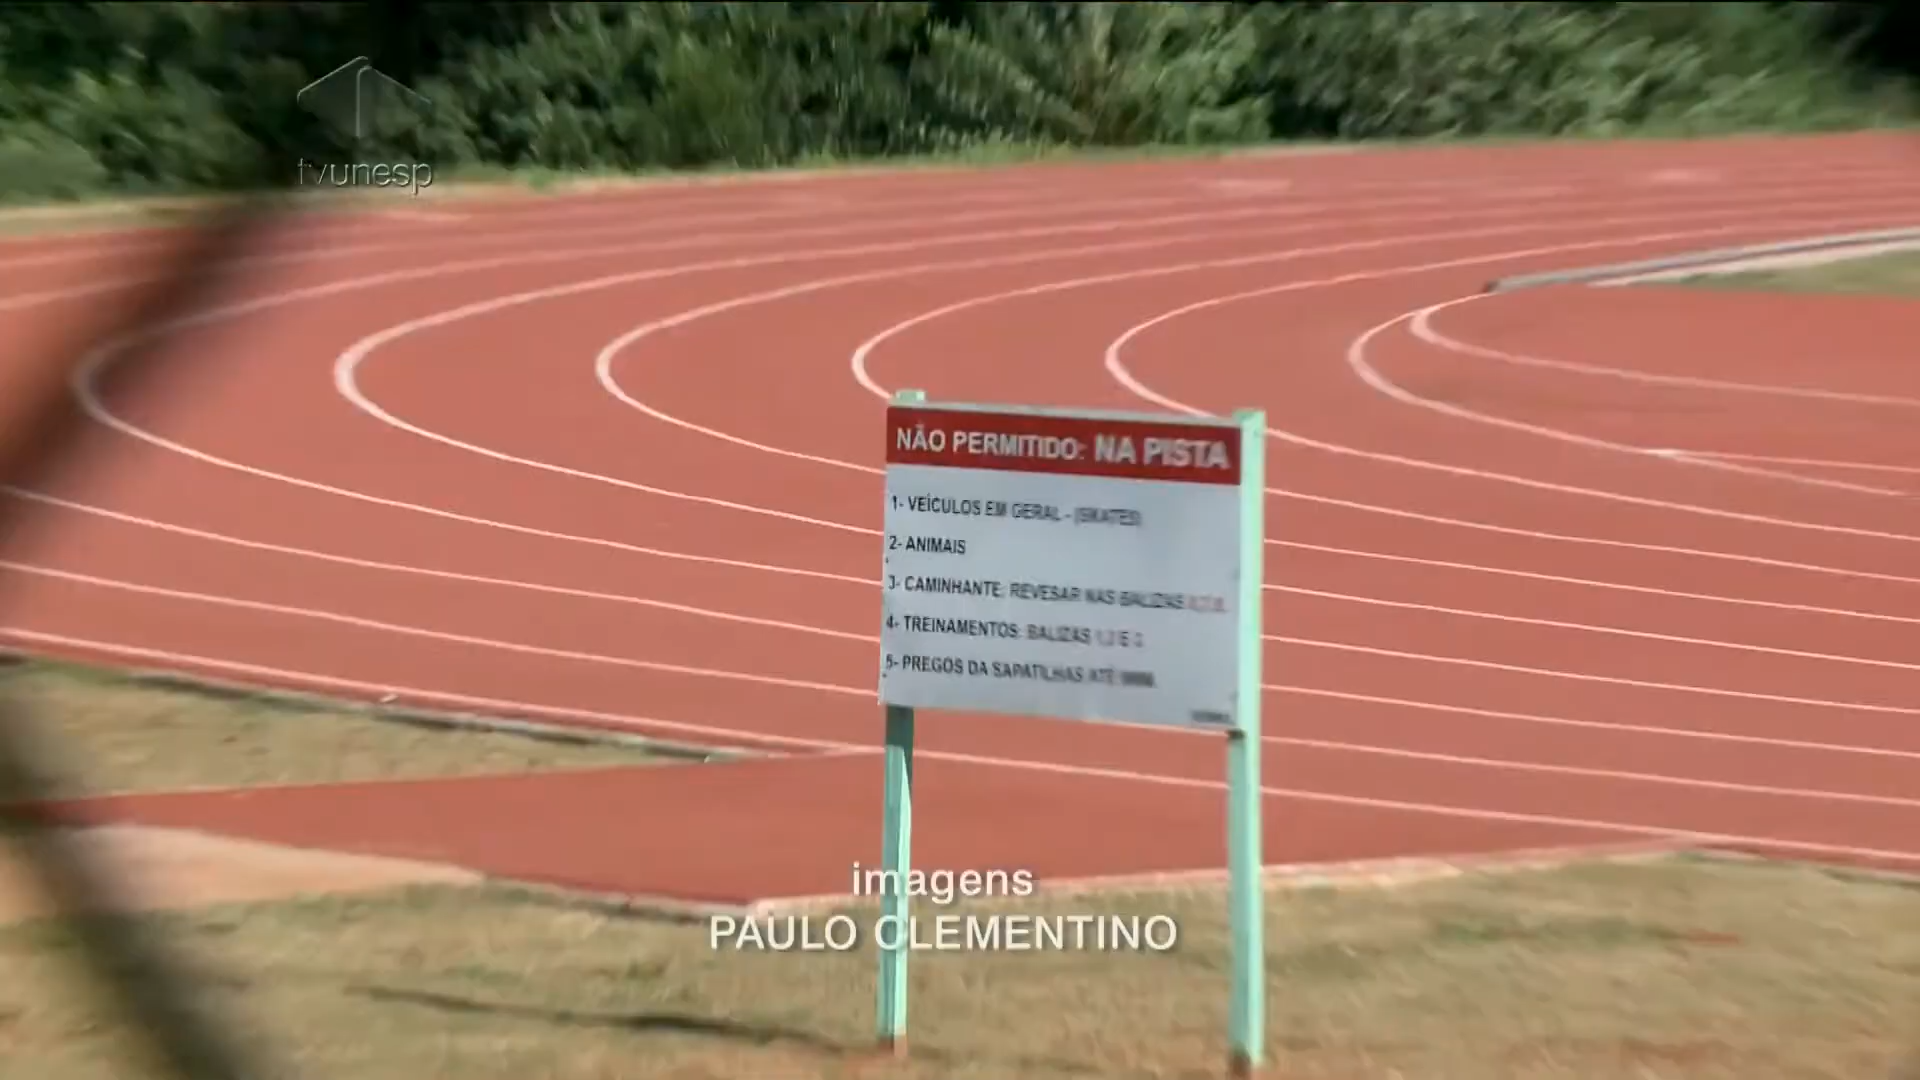 tvunesp
NÃO PERMITIDO: NA PISTA
1- VEÍCULOS EM GERAL - (SKATES)
2- ANIMAIS
3- CAMINHANTE: REVESAR NAS BALIZAS
4- TREINAMENTOS: BALIZAS
5- PREGOS DA SAPATILHAS ATÉ
imagens
PAULO CLEMENTINO